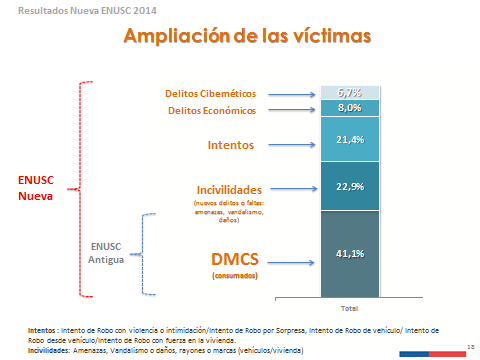 Resultados Nueva ENUSC 2014
Ampliación de las víctimas
Delitos Cibernéticos
6,7%
Delitos Económicos
8,0%
Intentos
21,4%
ENUSC
Nueva
Incivilidades
(nuevos delitos o faltas:
amenazas, vandalismo,
daños)
22,9%
ENUSC
Antigua
DMCS
(consumados)
41,1%
Total
Intentos : Intento de Robo con violencia o intimidación/Intento de Robo por Sorpresa, Intento de Robo de vehículo/ Intento de
Robo desde vehículo/Intento de Robo con fuerza en la vivienda.
Incivilidades: Amenazas, Vandalismo o daños, rayones o marcas (vehículos/vivienda)
18